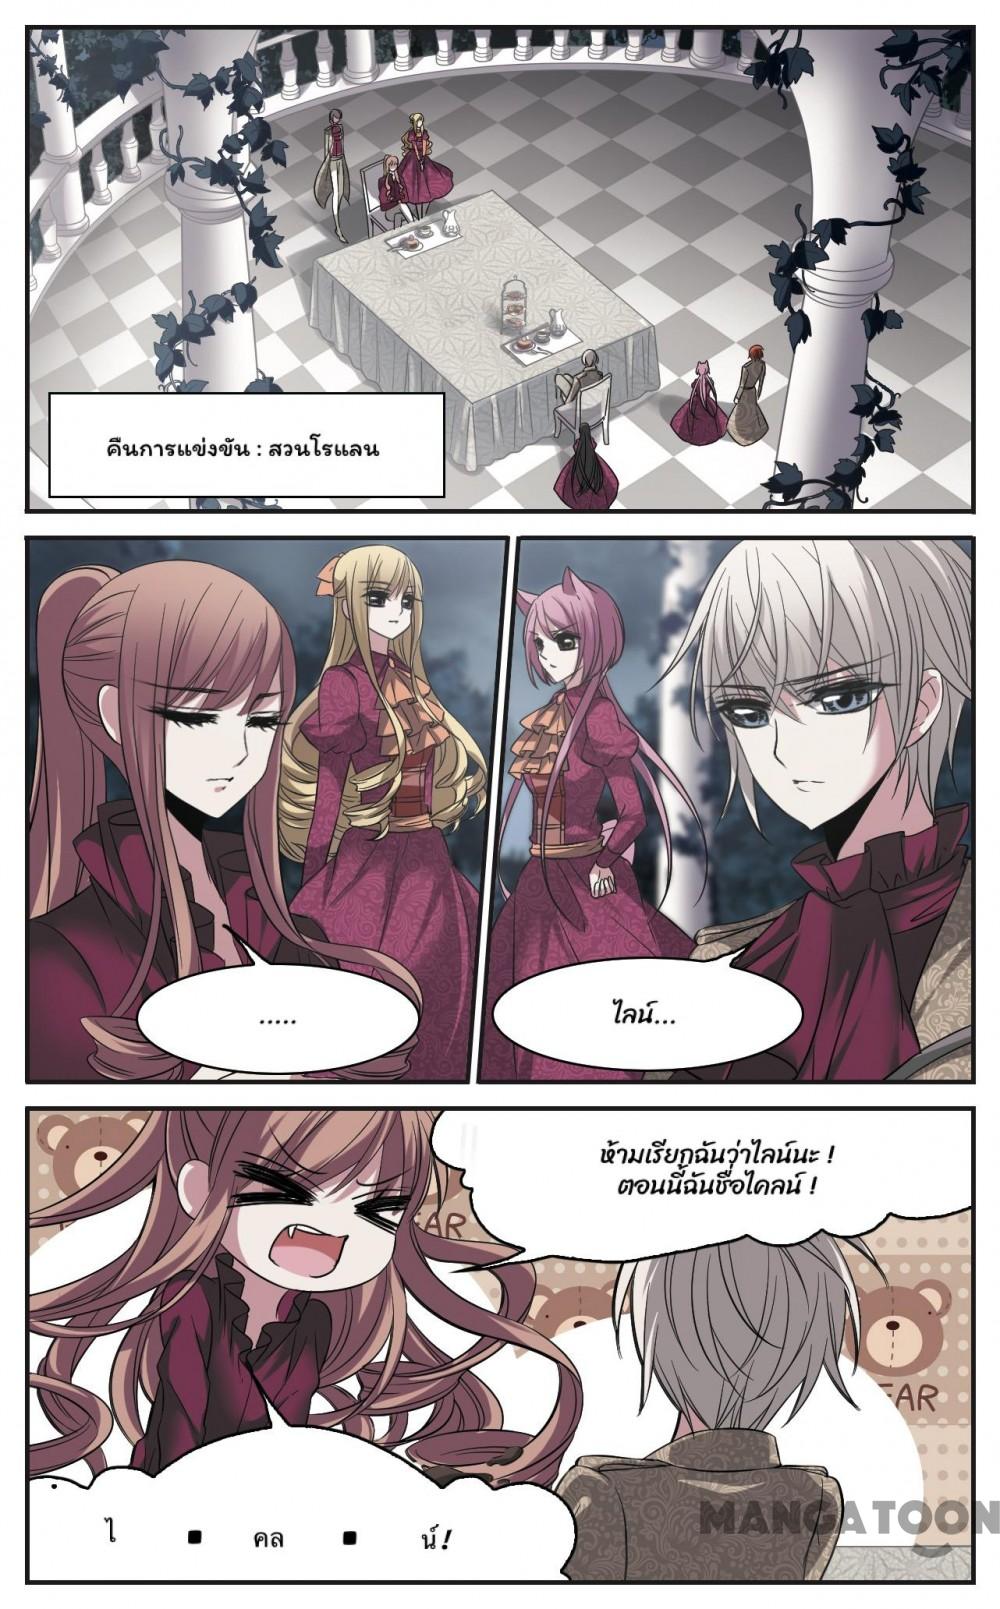 คืนการแข่งขัน : สวนโรแลน
.....
ไลน์...
ห้ามเรียกฉันว่าไลน์นะ !
ตอนนี้ฉันชื่อไคลน์ !
EAR
EAR
ไ ▪ คล ▪ น์ !
MANGATOON